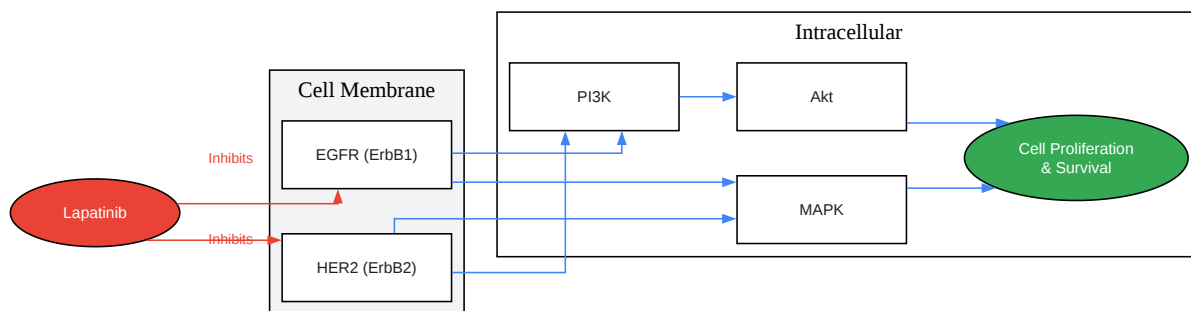 Intracellular
Cell Membrane
PI3K
Akt
EGFR (ErbB1)
Inhibits
Cell Proliferation
& Survival
Lapatinib
MAPK
Inhibits
HER2 (ErbB2)